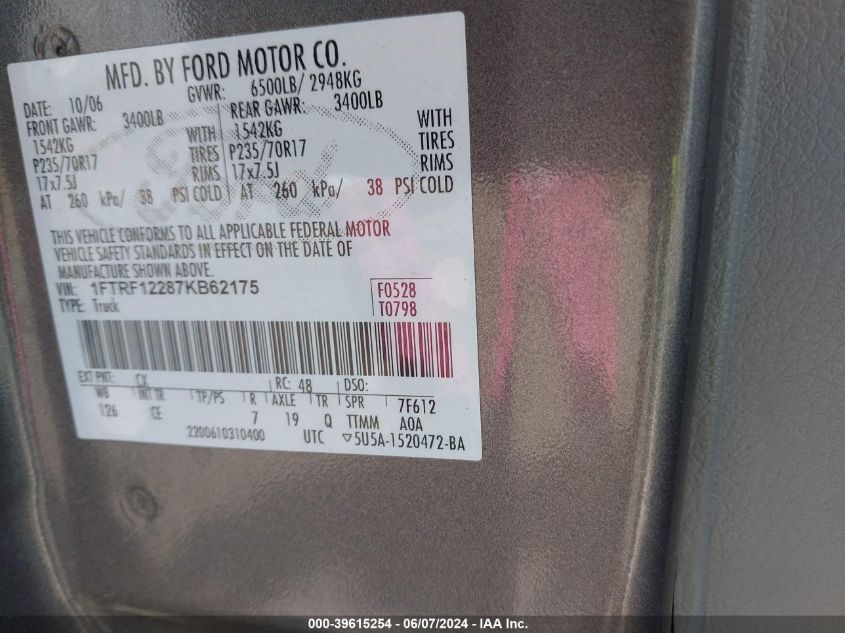 MFD. BY FORD MOTOR CO.
DATE: 10/06 GVWR: 6500LB/ 2948KG
FRONT GAWR: 3400LB REAR GAWR: 3400LB
1542KG WITH 1542KG WITH
P235/70R17 TIRES P235/70R17 TIRES
17x7.5J RIMS 17x7.5J RIMS
AT 260 kPa/ 38 PSI COLD AT 260 kPa/ 38 PSI COLD
THIS VEHICLE CONFORMS TO ALL APPLICABLE FEDERAL MOTOR
VEHICLE SAFETY STANDARDS IN EFFECT ON THE DATE OF
MANUFACTURE SHOWN ABOVE.
VIN: 1FTRF12287KB62175 F0528
TYPE: Truck T0798
EXT PNT: CX RC: 48 DSO:
WB INT TR TP/PS R AXLE TR SPR 7F612
126 CE 7 19 Q TTMM A0A
2200610310400 UTC ▽5U5A-1520472-BA
000-39615254 - 06/07/2024 - IAA Inc.